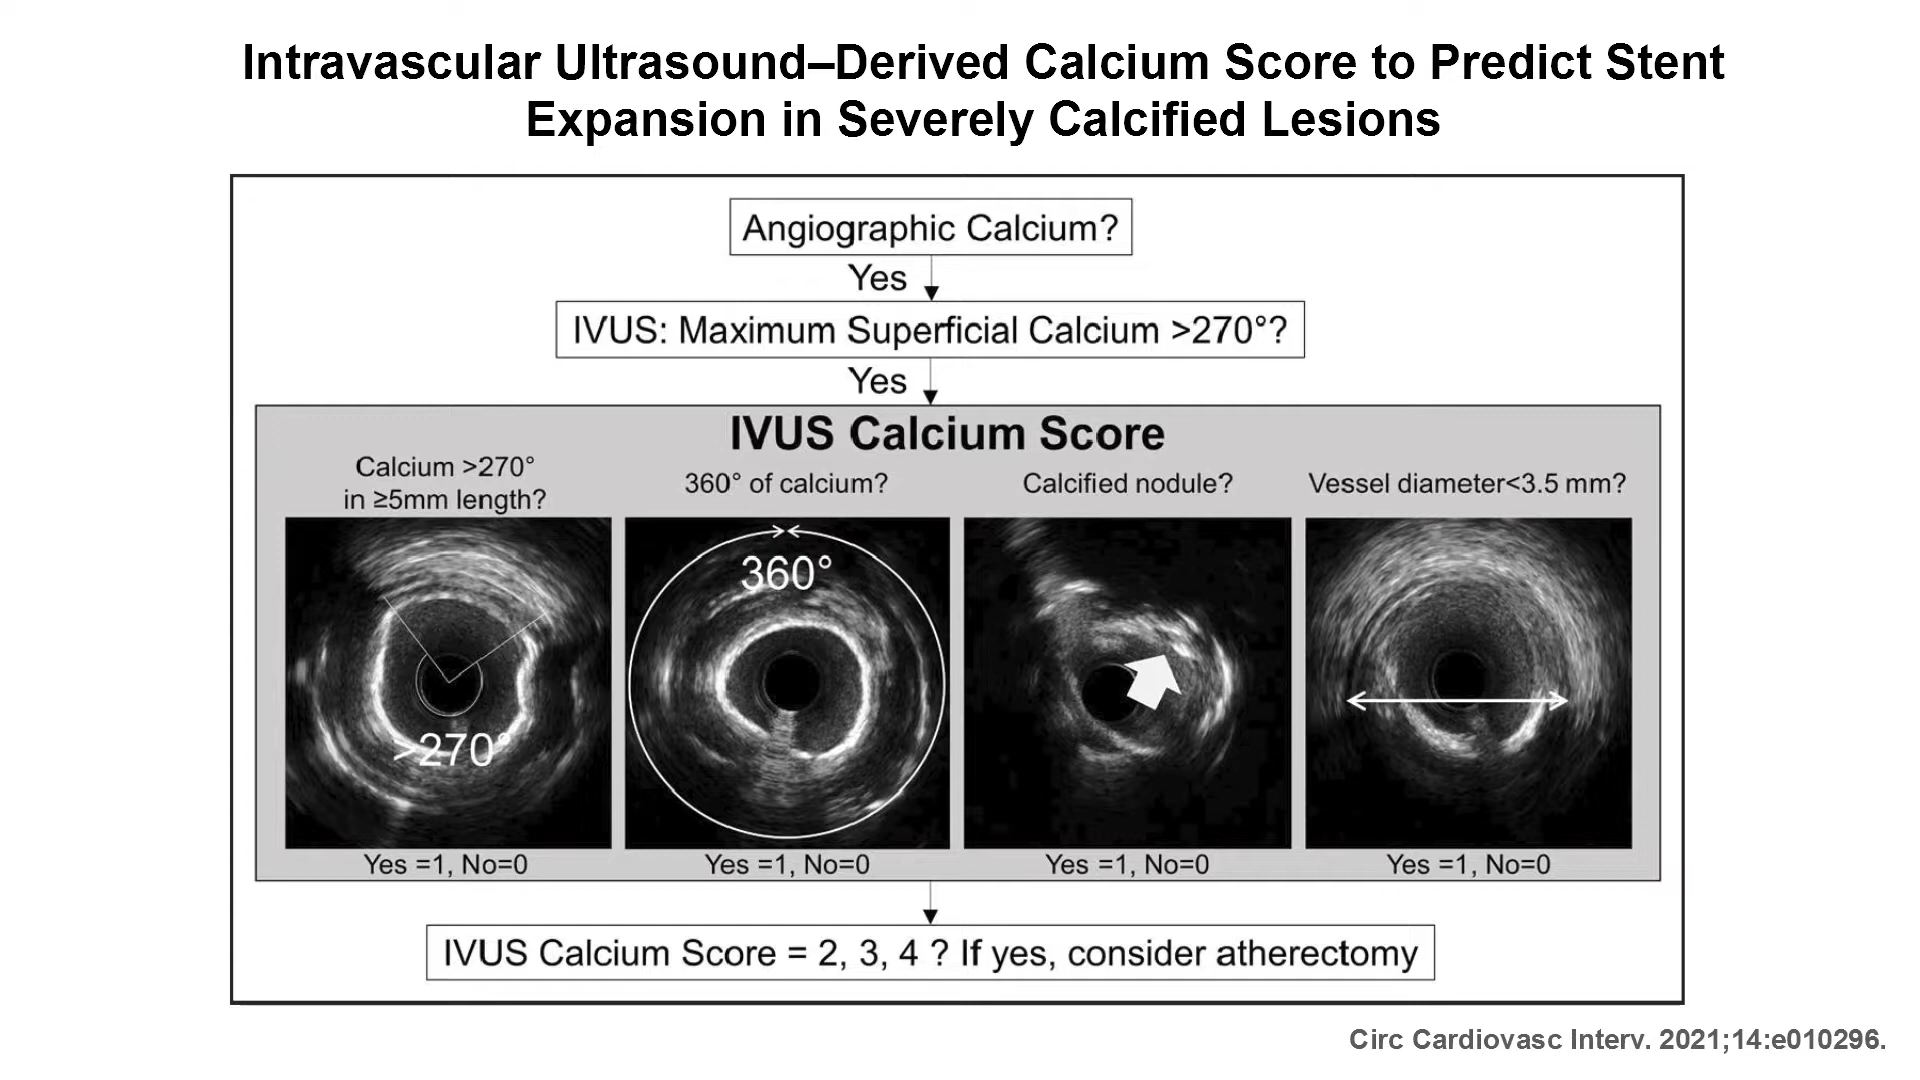 Intravascular Ultrasound–Derived Calcium Score to Predict Stent
Expansion in Severely Calcified Lesions
Angiographic Calcium?
Yes
IVUS: Maximum Superficial Calcium >270°?
Yes
IVUS Calcium Score
Calcium >270°
in ≥5mm length?
360° of calcium?
Calcified nodule?
Vessel diameter<3.5 mm?
>270°
360°
Yes =1, No=0
Yes =1, No=0
Yes =1, No=0
Yes =1, No=0
IVUS Calcium Score = 2, 3, 4 ? If yes, consider atherectomy
Circ Cardiovasc Interv. 2021;14:e010296.